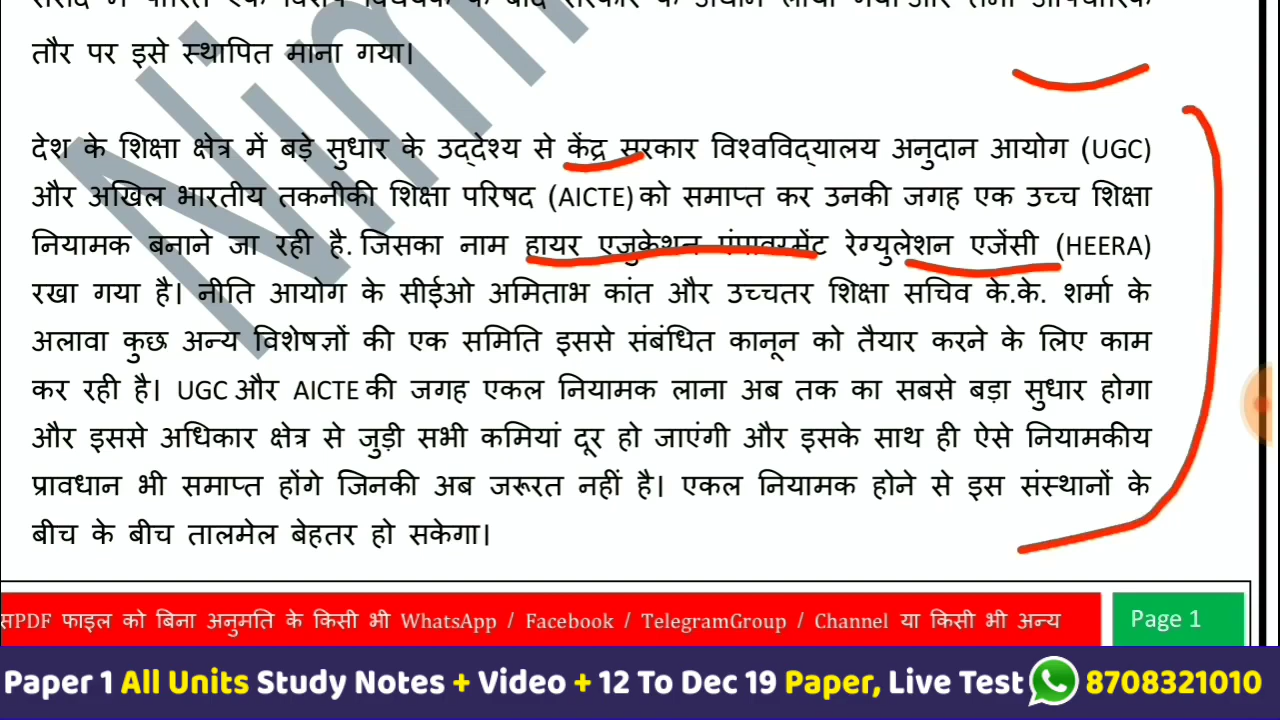 तौर पर इसे स्थापित माना गया।
देश के शिक्षा क्षेत्र में बड़े सुधार के उद्देश्य से केंद्र सरकार विश्वविद्यालय अनुदान आयोग (UGC)
और अखिल भारतीय तकनीकी शिक्षा परिषद (AICTE) को समाप्त कर उनकी जगह एक उच्च शिक्षा
नियामक बनाने जा रही है. जिसका नाम हायर एजुकेशन एंपावरमेंट रेग्युलेशन एजेंसी (HEERA)
रखा गया है। नीति आयोग के सीईओ अमिताभ कांत और उच्चतर शिक्षा सचिव के.के. शर्मा के
अलावा कुछ अन्य विशेषज्ञों की एक समिति इससे संबंधित कानून को तैयार करने के लिए काम
कर रही है। UGC और AICTE की जगह एकल नियामक लाना अब तक का सबसे बड़ा सुधार होगा
और इससे अधिकार क्षेत्र से जुड़ी सभी कमियां दूर हो जाएंगी और इसके साथ ही ऐसे नियामकीय
प्रावधान भी समाप्त होंगे जिनकी अब जरूरत नहीं है। एकल नियामक होने से इस संस्थानों के
बीच के बीच तालमेल बेहतर हो सकेगा।
PDF फाइल को बिना अनुमति के किसी भी WhatsApp / Facebook / TelegramGroup / Channel या किसी भी अन्य
Page 1
Paper 1 All Units Study Notes + Video + 12 To Dec 19 Paper, Live Test 8708321010